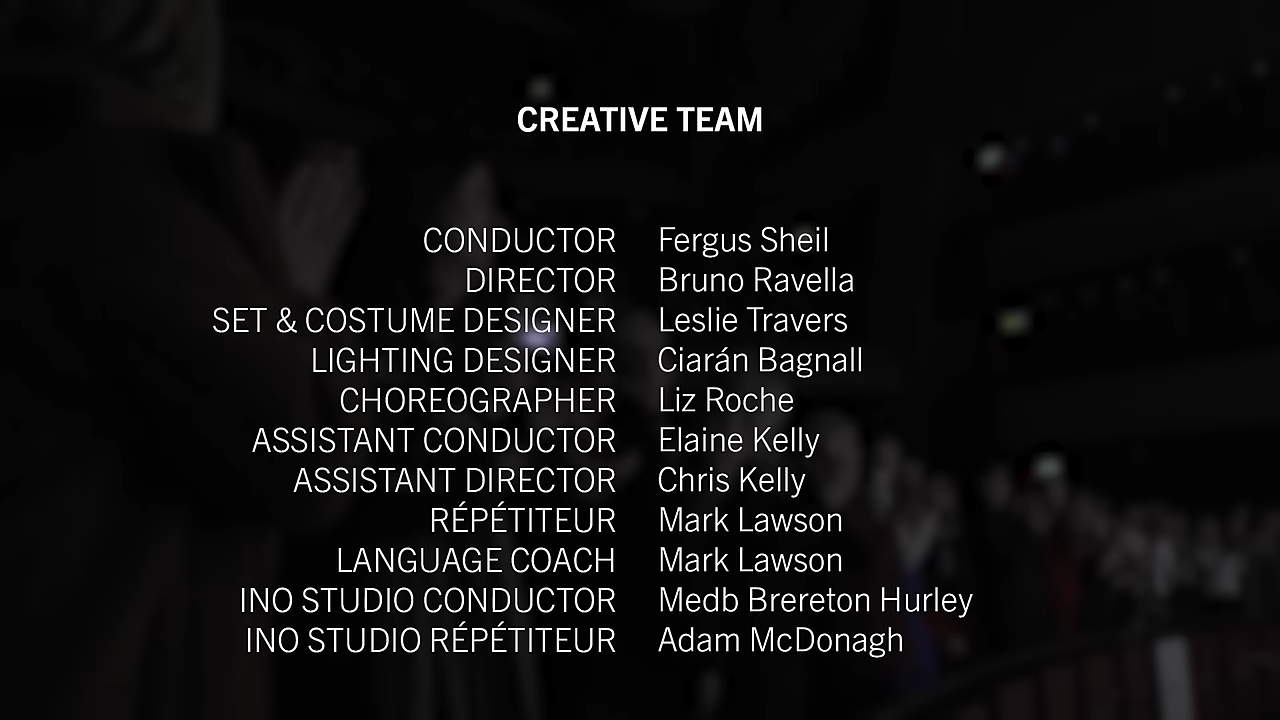 CREATIVE TEAM
CONDUCTOR Fergus Sheil
DIRECTOR Bruno Ravella
SET & COSTUME DESIGNER Leslie Travers
LIGHTING DESIGNER Ciarán Bagnall
CHOREOGRAPHER Liz Roche
ASSISTANT CONDUCTOR Elaine Kelly
ASSISTANT DIRECTOR Chris Kelly
RÉPÉTITEUR Mark Lawson
LANGUAGE COACH Mark Lawson
INO STUDIO CONDUCTOR Medb Brereton Hurley
INO STUDIO RÉPÉTITEUR Adam McDonagh